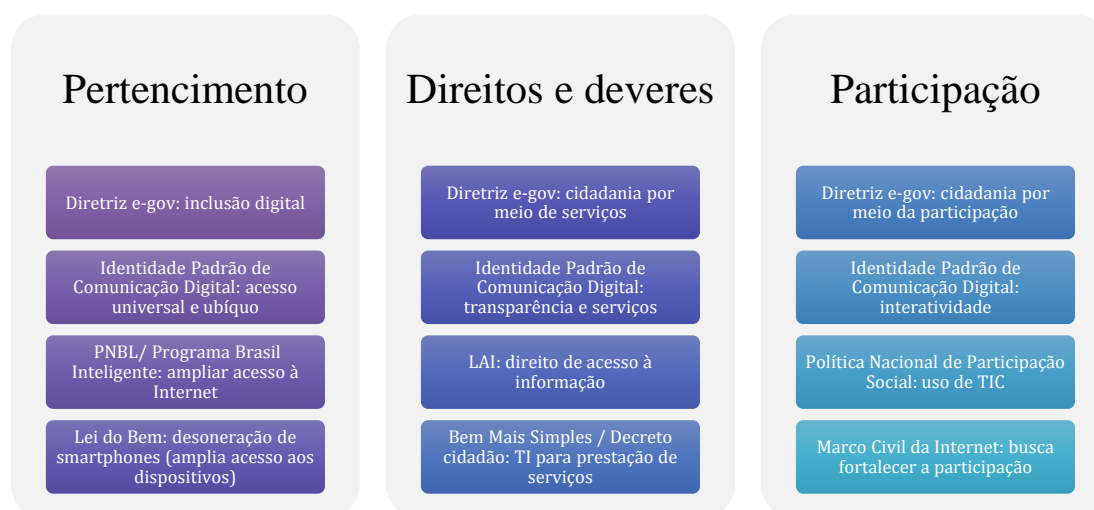 Pertencimento
Diretriz e-gov: inclusão digital
Identidade Padrão de
Comunicação Digital: acesso
universal e ubíquo
PNBL/ Programa Brasil
Inteligente: ampliar acesso à
Internet
Lei do Bem: desoneração de
smartphones (amplia acesso aos
dispositivos)
Direitos e deveres
Diretriz e-gov: cidadania por
meio de serviços
Identidade Padrão de
Comunicação Digital:
transparência e serviços
LAI: direito de acesso à
informação
Bem Mais Simples / Decreto
cidadão: TI para prestação de
serviços
Participação
Diretriz e-gov: cidadania por
meio da participação
Identidade Padrão de
Comunicação Digital:
interatividade
Política Nacional de Participação
Social: uso de TIC
Marco Civil da Internet: busca
fortalecer a participação